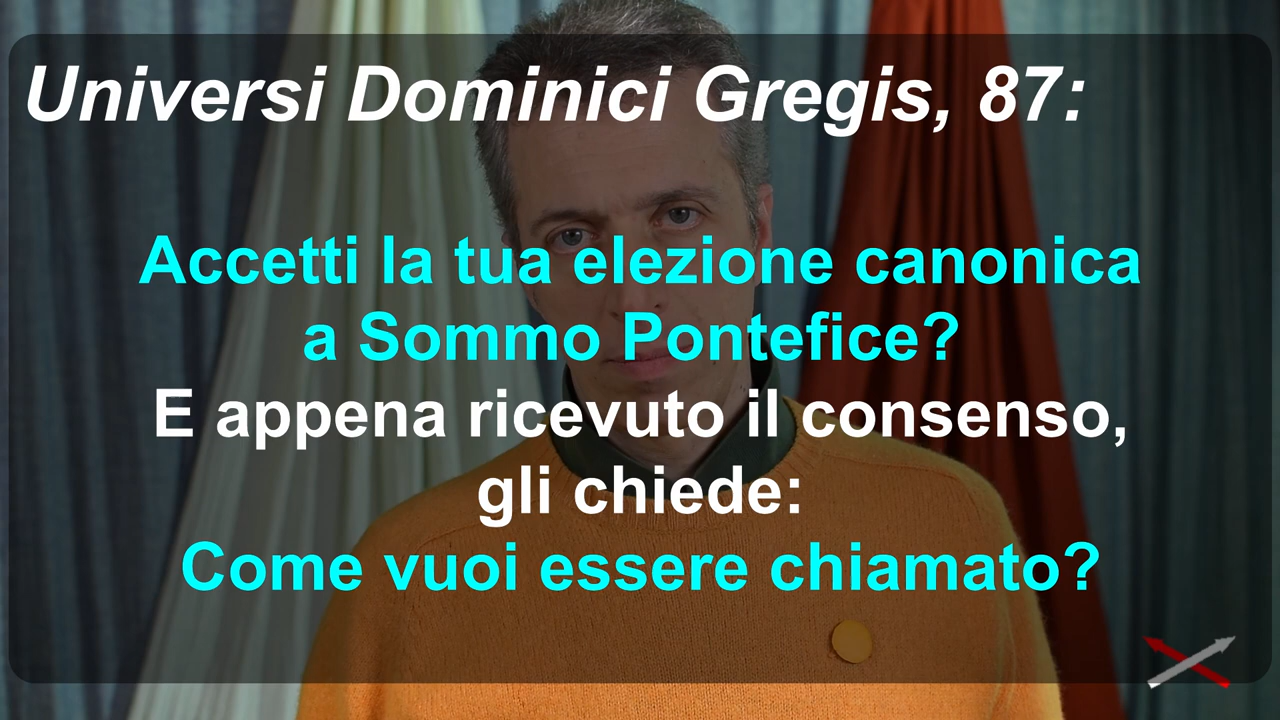 Universi Dominici Gregis, 87:
Accetti la tua elezione canonica
a Sommo Pontefice?
E appena ricevuto il consenso,
gli chiede:
Come vuoi essere chiamato?